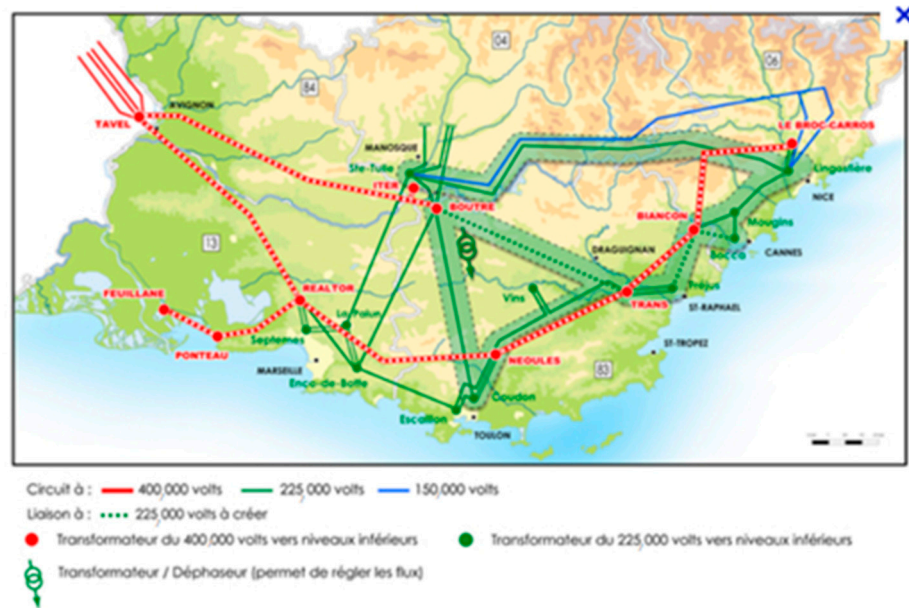 04
06
84
AVIGNON
TAVEL
LE BROC-CARROS
MANOSQUE
Ste-Tulle
ITER
Lingostière
BOUTRE
NICE
BIANCON
Mougins
13
DRAGUIGNAN
Bocca
CANNES
FEUILLANE
REALTOR
Vins
TRANS
Fréjus
ST-RAPHAEL
La Palun
PONTEAU
Septemes
ST-TROPEZ
NEOULES
MARSEILLE
83
Enco-de-Botte
Coudon
Escaillon
TOULON
Circuit à : 400,000 volts 225,000 volts 150,000 volts
Liaison à : 225,000 volts à créer
Transformateur du 400,000 volts vers niveaux inférieurs Transformateur du 225,000 volts vers niveaux inférieurs
Transformateur / Déphaseur (permet de régler les flux)